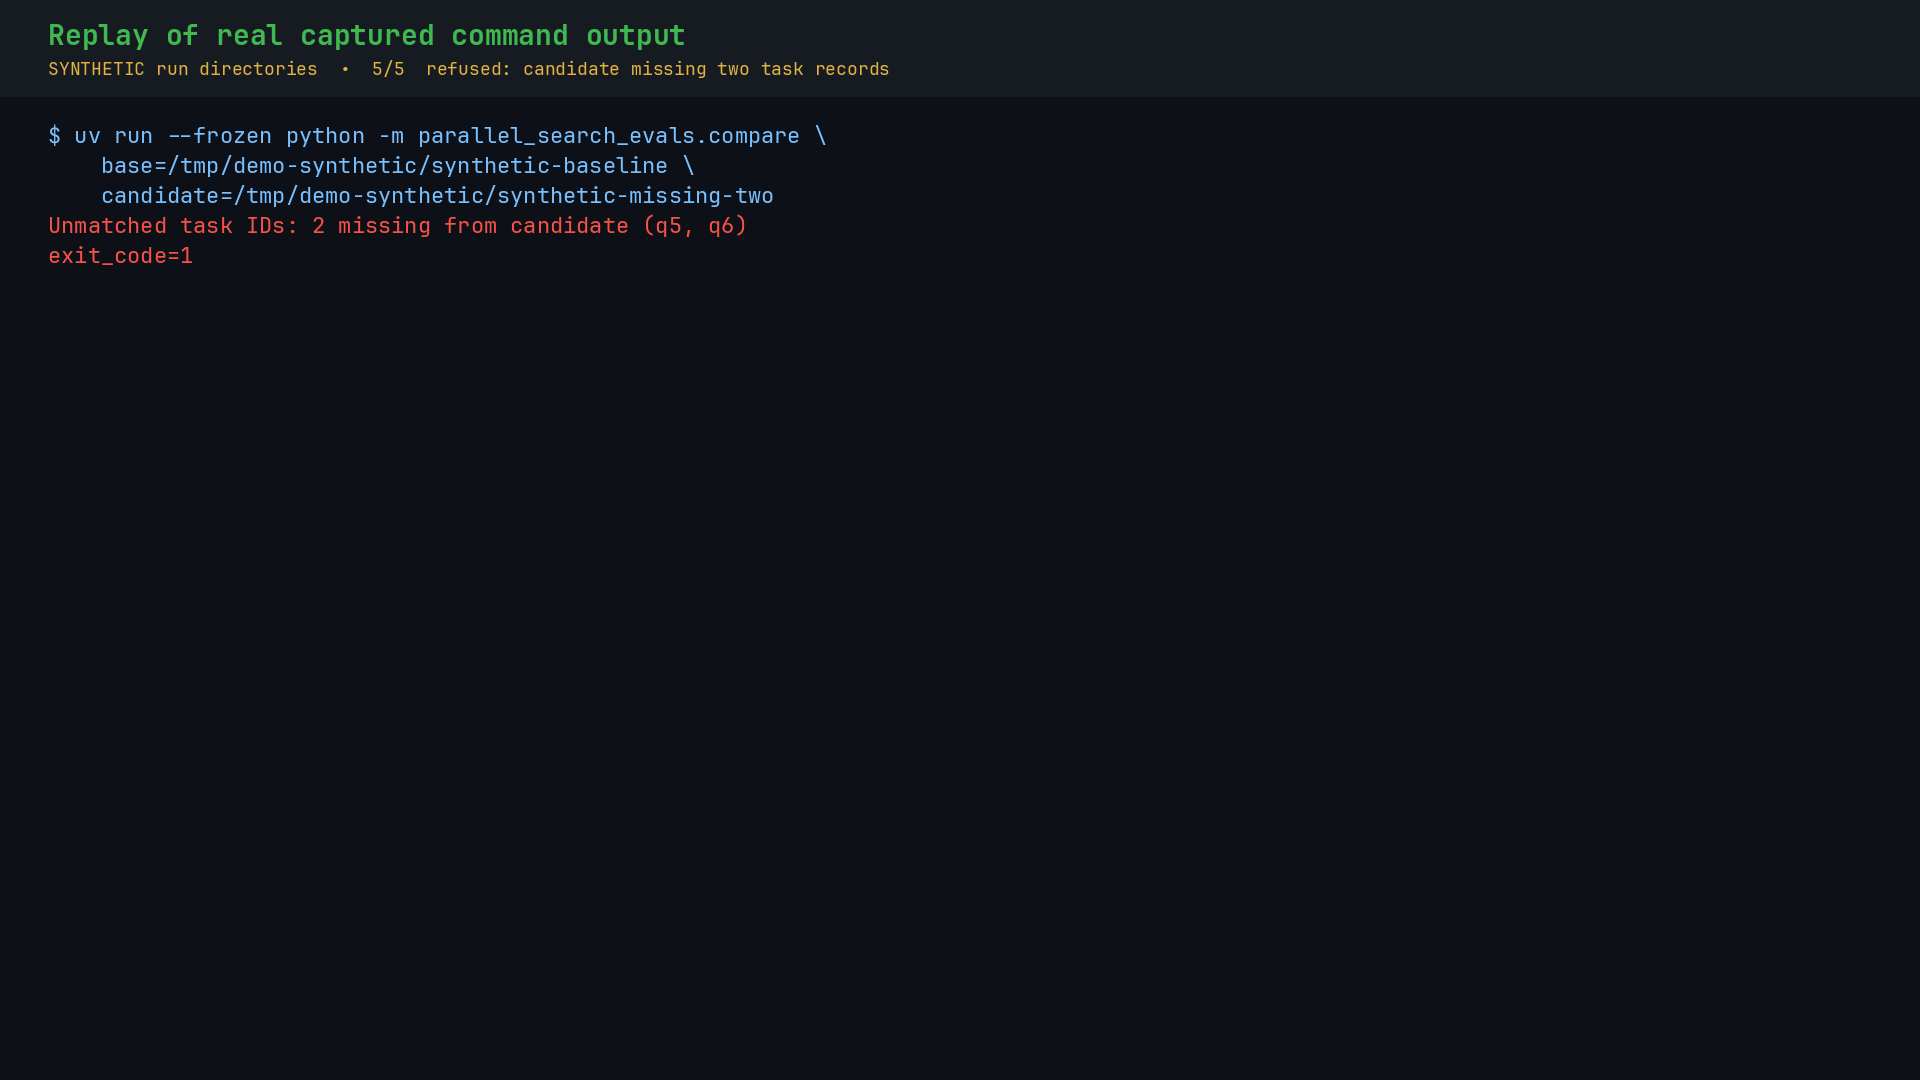 Replay of real captured command output
SYNTHETIC run directories • 5/5 refused: candidate missing two task records
$ uv run --frozen python -m parallel_search_evals.compare \
    base=/tmp/demo-synthetic/synthetic-baseline \
    candidate=/tmp/demo-synthetic/synthetic-missing-two
Unmatched task IDs: 2 missing from candidate (q5, q6)
exit_code=1